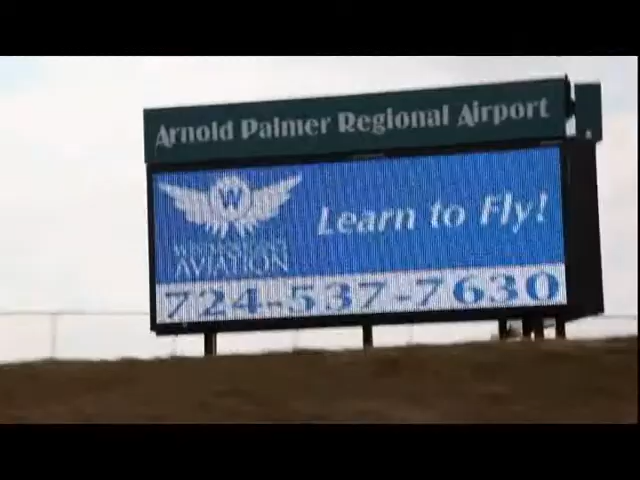 Arnold Palmer Regional Airport
W
Learn to Fly!
AVIATION
724-537-7630